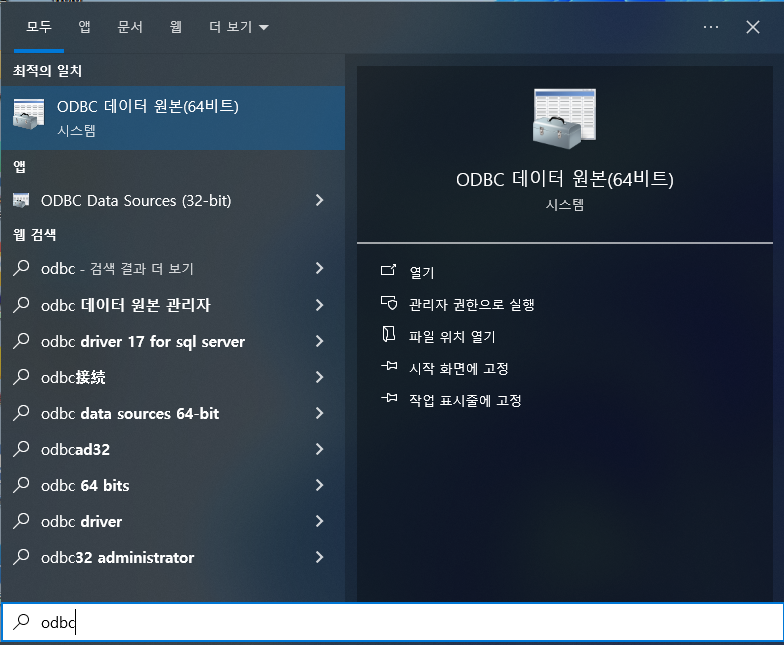 모두 앱 문서 웹 더 보기
최적의 일치
ODBC 데이터 원본(64비트)
시스템
앱
ODBC Data Sources (32-bit)
웹 검색
odbc - 검색 결과 더 보기
odbc 데이터 원본 관리자
odbc driver 17 for sql server
odbc接続
odbc data sources 64-bit
odbcad32
odbc 64 bits
odbc driver
odbc32 administrator
ODBC 데이터 원본(64비트)
시스템
열기
관리자 권한으로 실행
파일 위치 열기
시작 화면에 고정
작업 표시줄에 고정
odbc